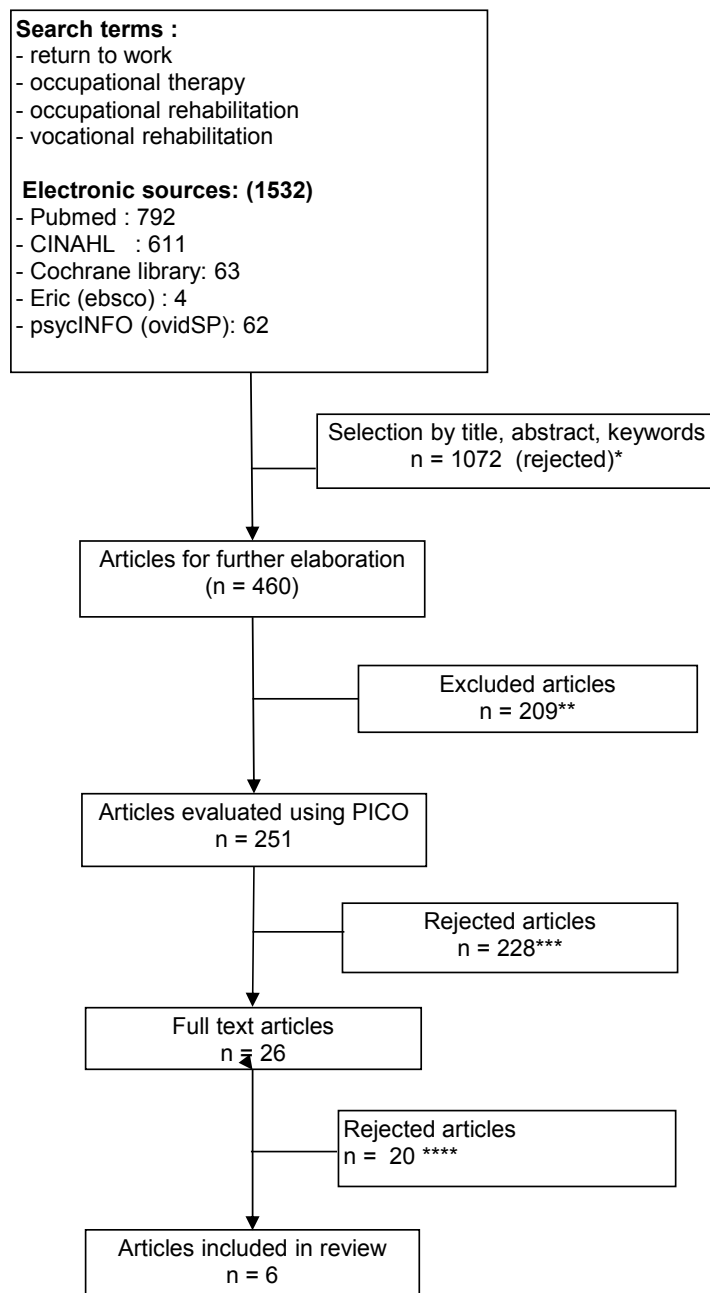 Search terms :
- return to work
- occupational therapy
- occupational rehabilitation
- vocational rehabilitation
Electronic sources: (1532)
- Pubmed : 792
- CINAHL : 611
- Cochrane library: 63
- Eric (ebsco) : 4
- psycINFO (ovidSP): 62
Selection by title, abstract, keywords
n = 1072 (rejected)*
Articles for further elaboration
(n = 460)
Excluded articles
n = 209**
Articles evaluated using PICO
n = 251
Rejected articles
n = 228***
Full text articles
n = 26
Rejected articles
n = 20 ****
Articles included in review
n = 6